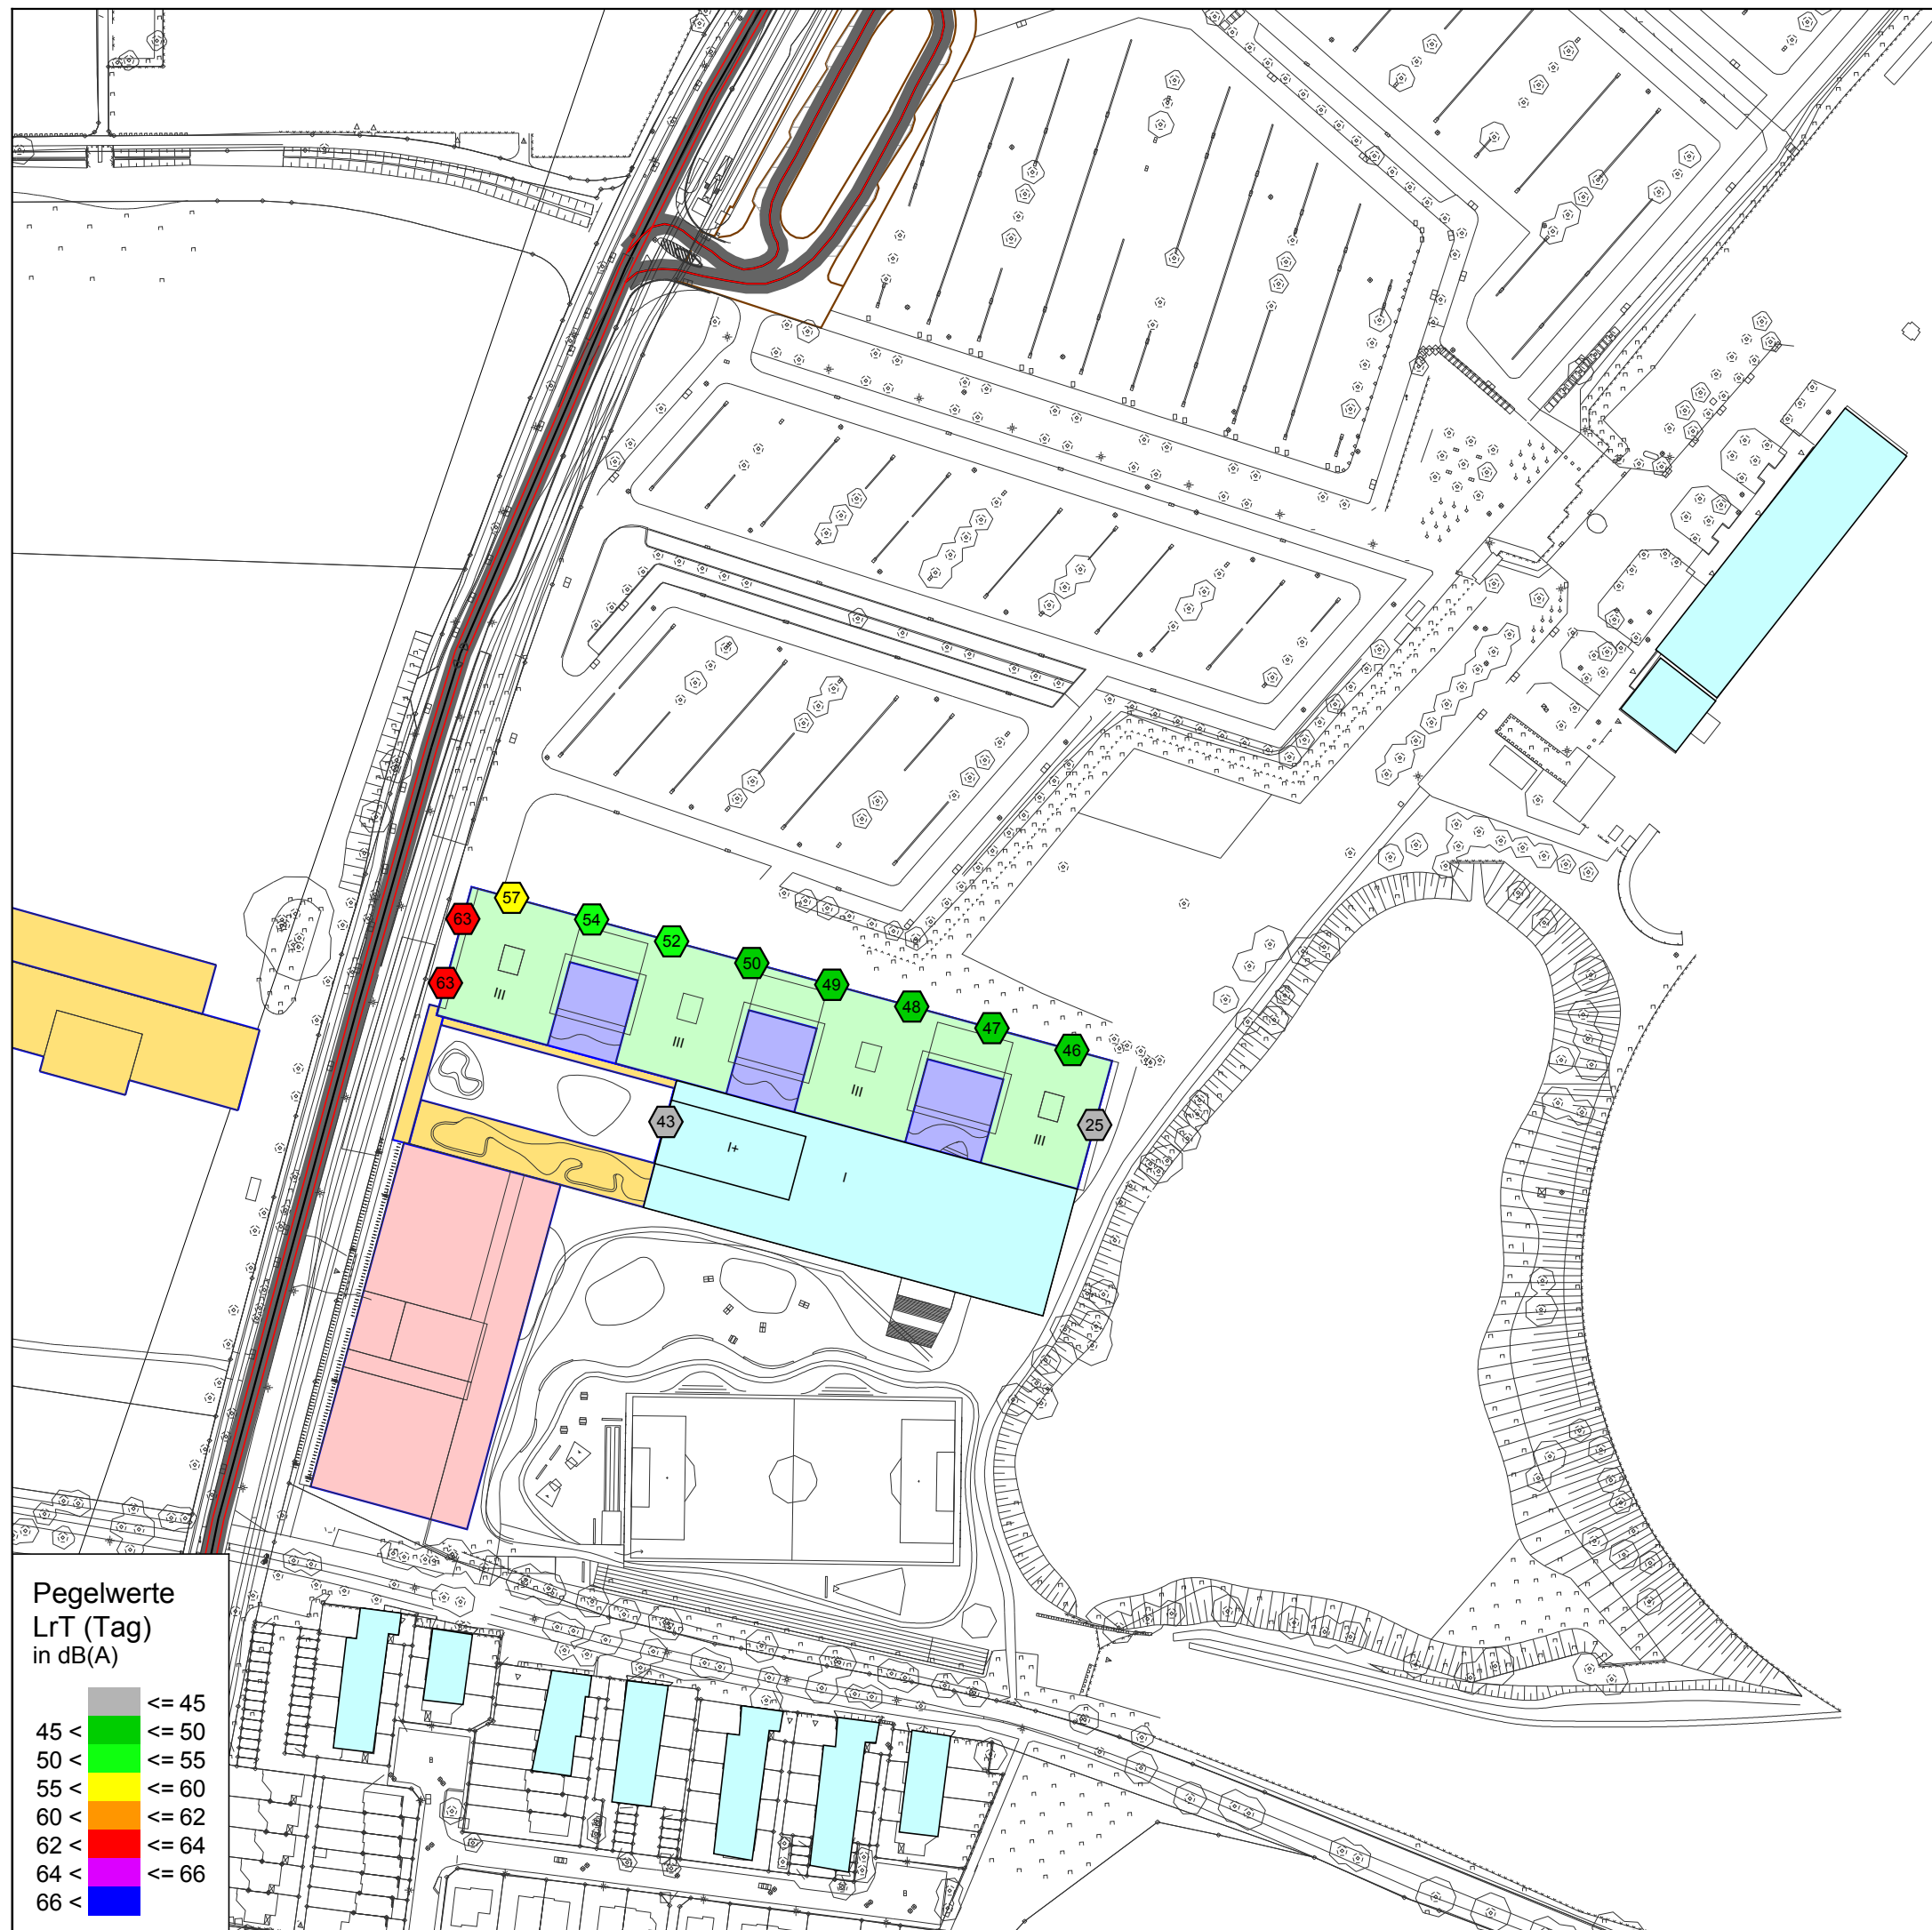 57
63
54
52
50
63
49
48
47
46
III
III
III
III
43
25
I+
I
Pegelwerte
LrT (Tag)
in dB(A)
<= 45
45 < <= 50
50 < <= 55
55 < <= 60
60 < <= 62
62 < <= 64
64 < <= 66
66 <